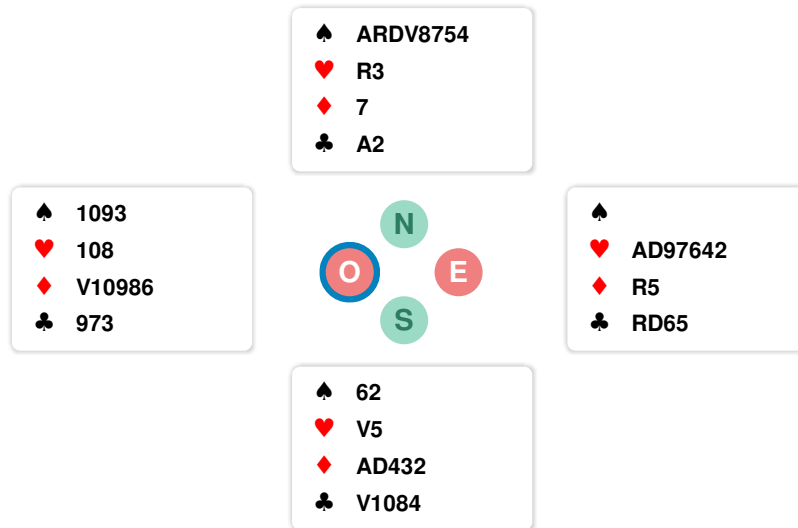 ♠ ARDV8754
♥ R3
♦ 7
♣ A2
♠ 1093
♥ 108
♦ V10986
♣ 973
N
O E
S
♠
♥ AD97642
♦ R5
♣ RD65
♠ 62
♥ V5
♦ AD432
♣ V1084